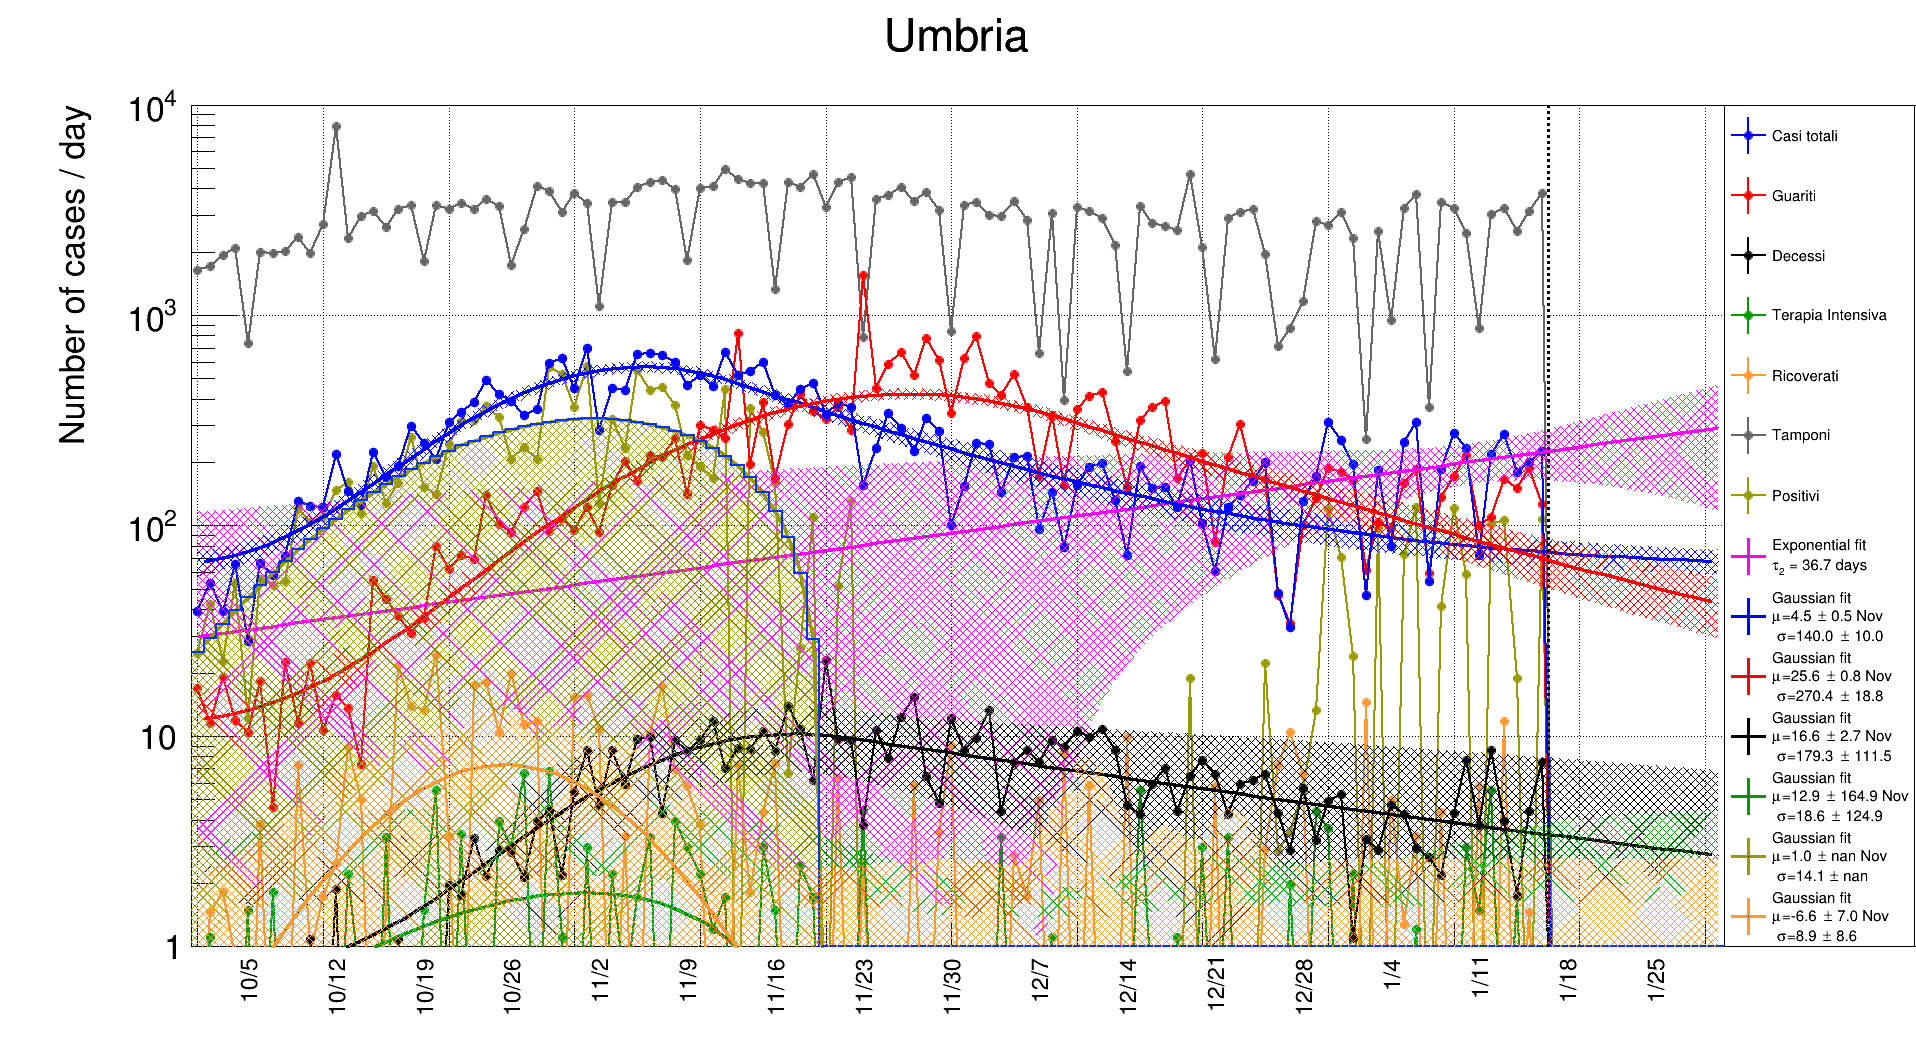 Umbria
Number of cases / day
10^4
10^3
10^2
10
1
10/5
10/12
10/19
10/26
11/2
11/9
11/16
11/23
11/30
12/7
12/14
12/21
12/28
1/4
1/11
1/18
1/25
Casi totali
Guariti
Decessi
Terapia Intensiva
Ricoverati
Tamponi
Positivi
Exponential fit
τ₂ = 36.7 days
Gaussian fit
μ=4.5 ± 0.5 Nov
σ=140.0 ± 10.0
Gaussian fit
μ=25.6 ± 0.8 Nov
σ=270.4 ± 18.8
Gaussian fit
μ=16.6 ± 2.7 Nov
σ=179.3 ± 111.5
Gaussian fit
μ=12.9 ± 164.9 Nov
σ=18.6 ± 124.9
Gaussian fit
μ=1.0 ± nan Nov
σ=14.1 ± nan
Gaussian fit
μ=-6.6 ± 7.0 Nov
σ=8.9 ± 8.6